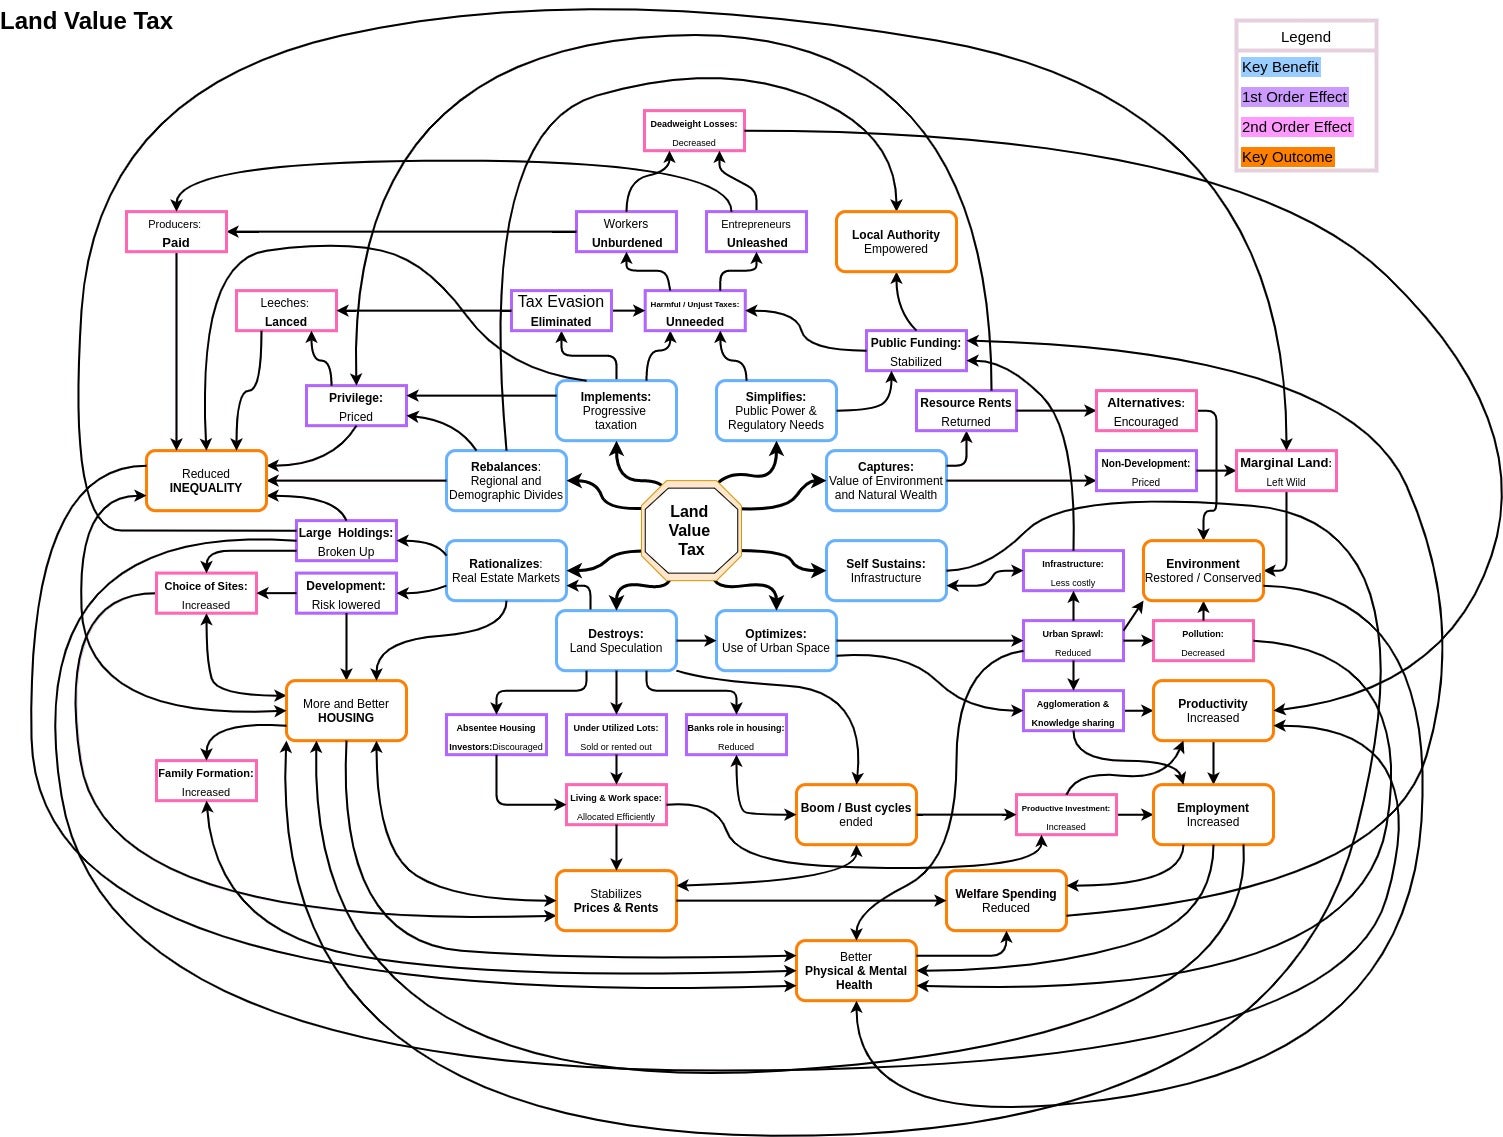 Land Value Tax
Legend
Key Benefit
1st Order Effect
2nd Order Effect
Key Outcome
Deadweight Losses:
Decreased
Producers:
Paid
Workers
Unburdened
Entrepreneurs
Unleashed
Local Authority
Empowered
Leeches:
Lanced
Tax Evasion
Eliminated
Harmful / Unjust Taxes:
Unneeded
Public Funding:
Stabilized
Privilege:
Priced
Implements:
Progressive
taxation
Simplifies:
Public Power &
Regulatory Needs
Resource Rents
Returned
Alternatives:
Encouraged
Reduced
INEQUALITY
Rebalances:
Regional and
Demographic Divides
Captures:
Value of Environment
and Natural Wealth
Non-Development:
Priced
Marginal Land:
Left Wild
Land
Value
Tax
Large Holdings:
Broken Up
Rationalizes:
Real Estate Markets
Self Sustains:
Infrastructure
Infrastructure:
Less costly
Environment
Restored / Conserved
Choice of Sites:
Increased
Development:
Risk lowered
Destroys:
Land Speculation
Optimizes:
Use of Urban Space
Urban Sprawl:
Reduced
Pollution:
Decreased
More and Better
HOUSING
Agglomeration &
Knowledge sharing
Productivity
Increased
Absentee Housing
Investors:Discouraged
Under Utilized Lots:
Sold or rented out
Banks role in housing:
Reduced
Family Formation:
Increased
Living & Work space:
Allocated Efficiently
Boom / Bust cycles
ended
Productive Investment:
Increased
Employment
Increased
Stabilizes
Prices & Rents
Welfare Spending
Reduced
Better
Physical & Mental
Health